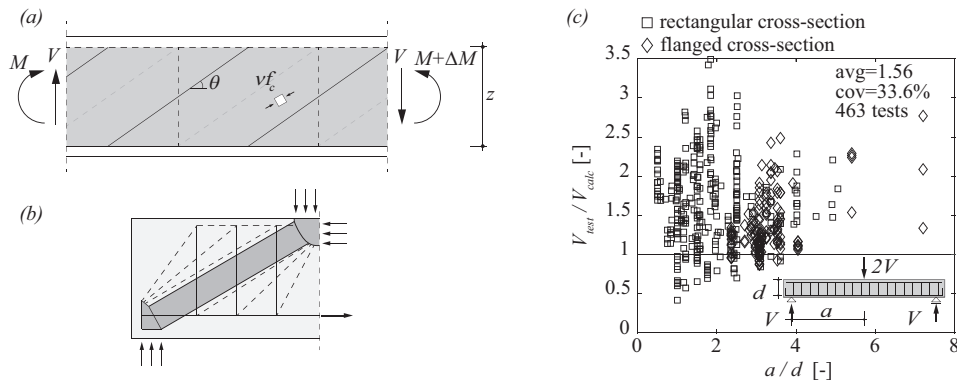 (a)
M
V
θ
νf_c
V
M+ΔM
z
(b)
(c)
□ rectangular cross-section
◇ flanged cross-section
avg=1.56
cov=33.6%
463 tests
V_test / V_calc [-]
3.5
3
2.5
2
1.5
1
0.5
0
2V
d
a
V
V
0
2
4
6
8
a / d [-]